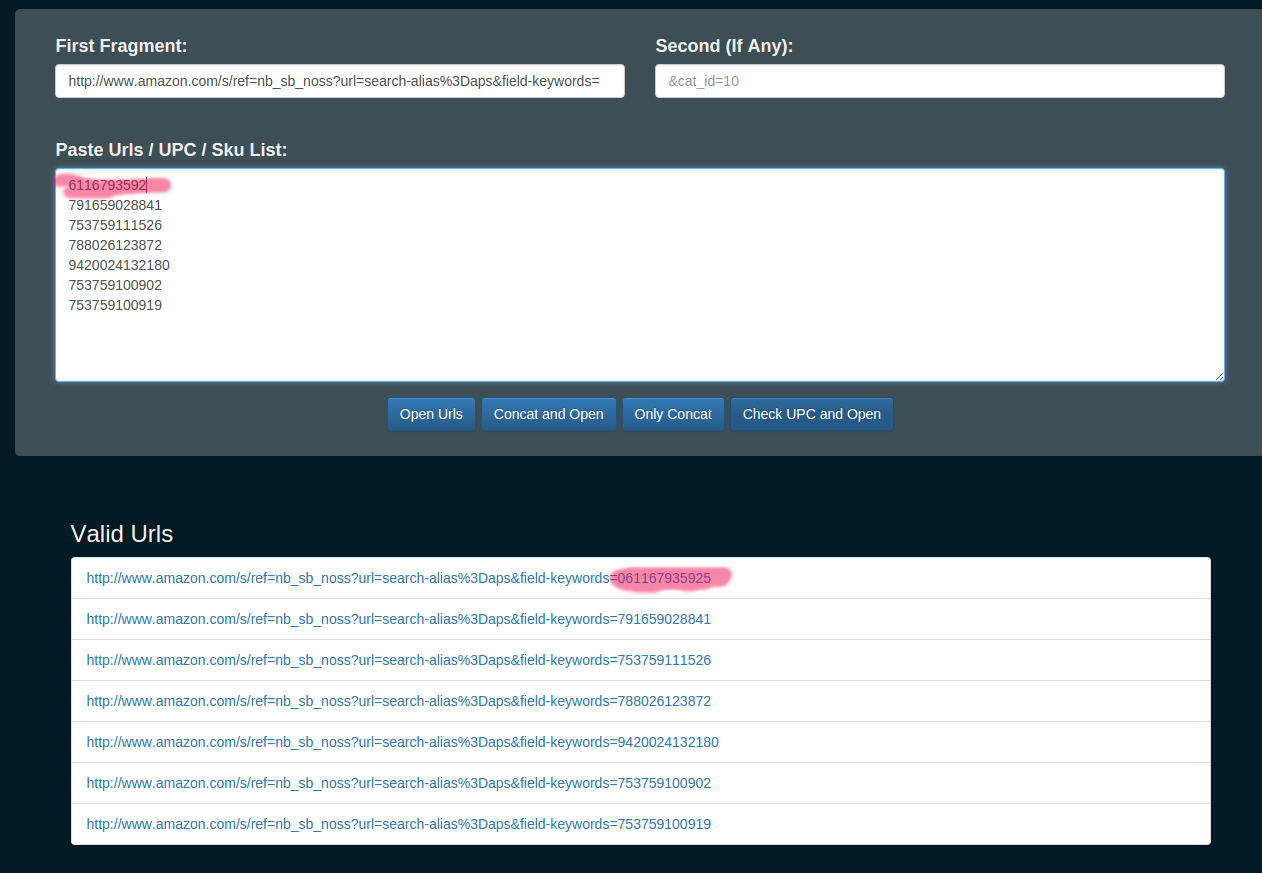 First Fragment:
Second (If Any):
http://www.amazon.com/s/ref=nb_sb_noss?url=search-alias%3Daps&field-keywords=
&cat_id=10
Paste Urls / UPC / Sku List:
6116793592
791659028841
753759111526
788026123872
9420024132180
753759100902
753759100919
Open Urls
Concat and Open
Only Concat
Check UPC and Open
Valid Urls
http://www.amazon.com/s/ref=nb_sb_noss?url=search-alias%3Daps&field-keywords=061167935925
http://www.amazon.com/s/ref=nb_sb_noss?url=search-alias%3Daps&field-keywords=791659028841
http://www.amazon.com/s/ref=nb_sb_noss?url=search-alias%3Daps&field-keywords=753759111526
http://www.amazon.com/s/ref=nb_sb_noss?url=search-alias%3Daps&field-keywords=788026123872
http://www.amazon.com/s/ref=nb_sb_noss?url=search-alias%3Daps&field-keywords=9420024132180
http://www.amazon.com/s/ref=nb_sb_noss?url=search-alias%3Daps&field-keywords=753759100902
http://www.amazon.com/s/ref=nb_sb_noss?url=search-alias%3Daps&field-keywords=753759100919